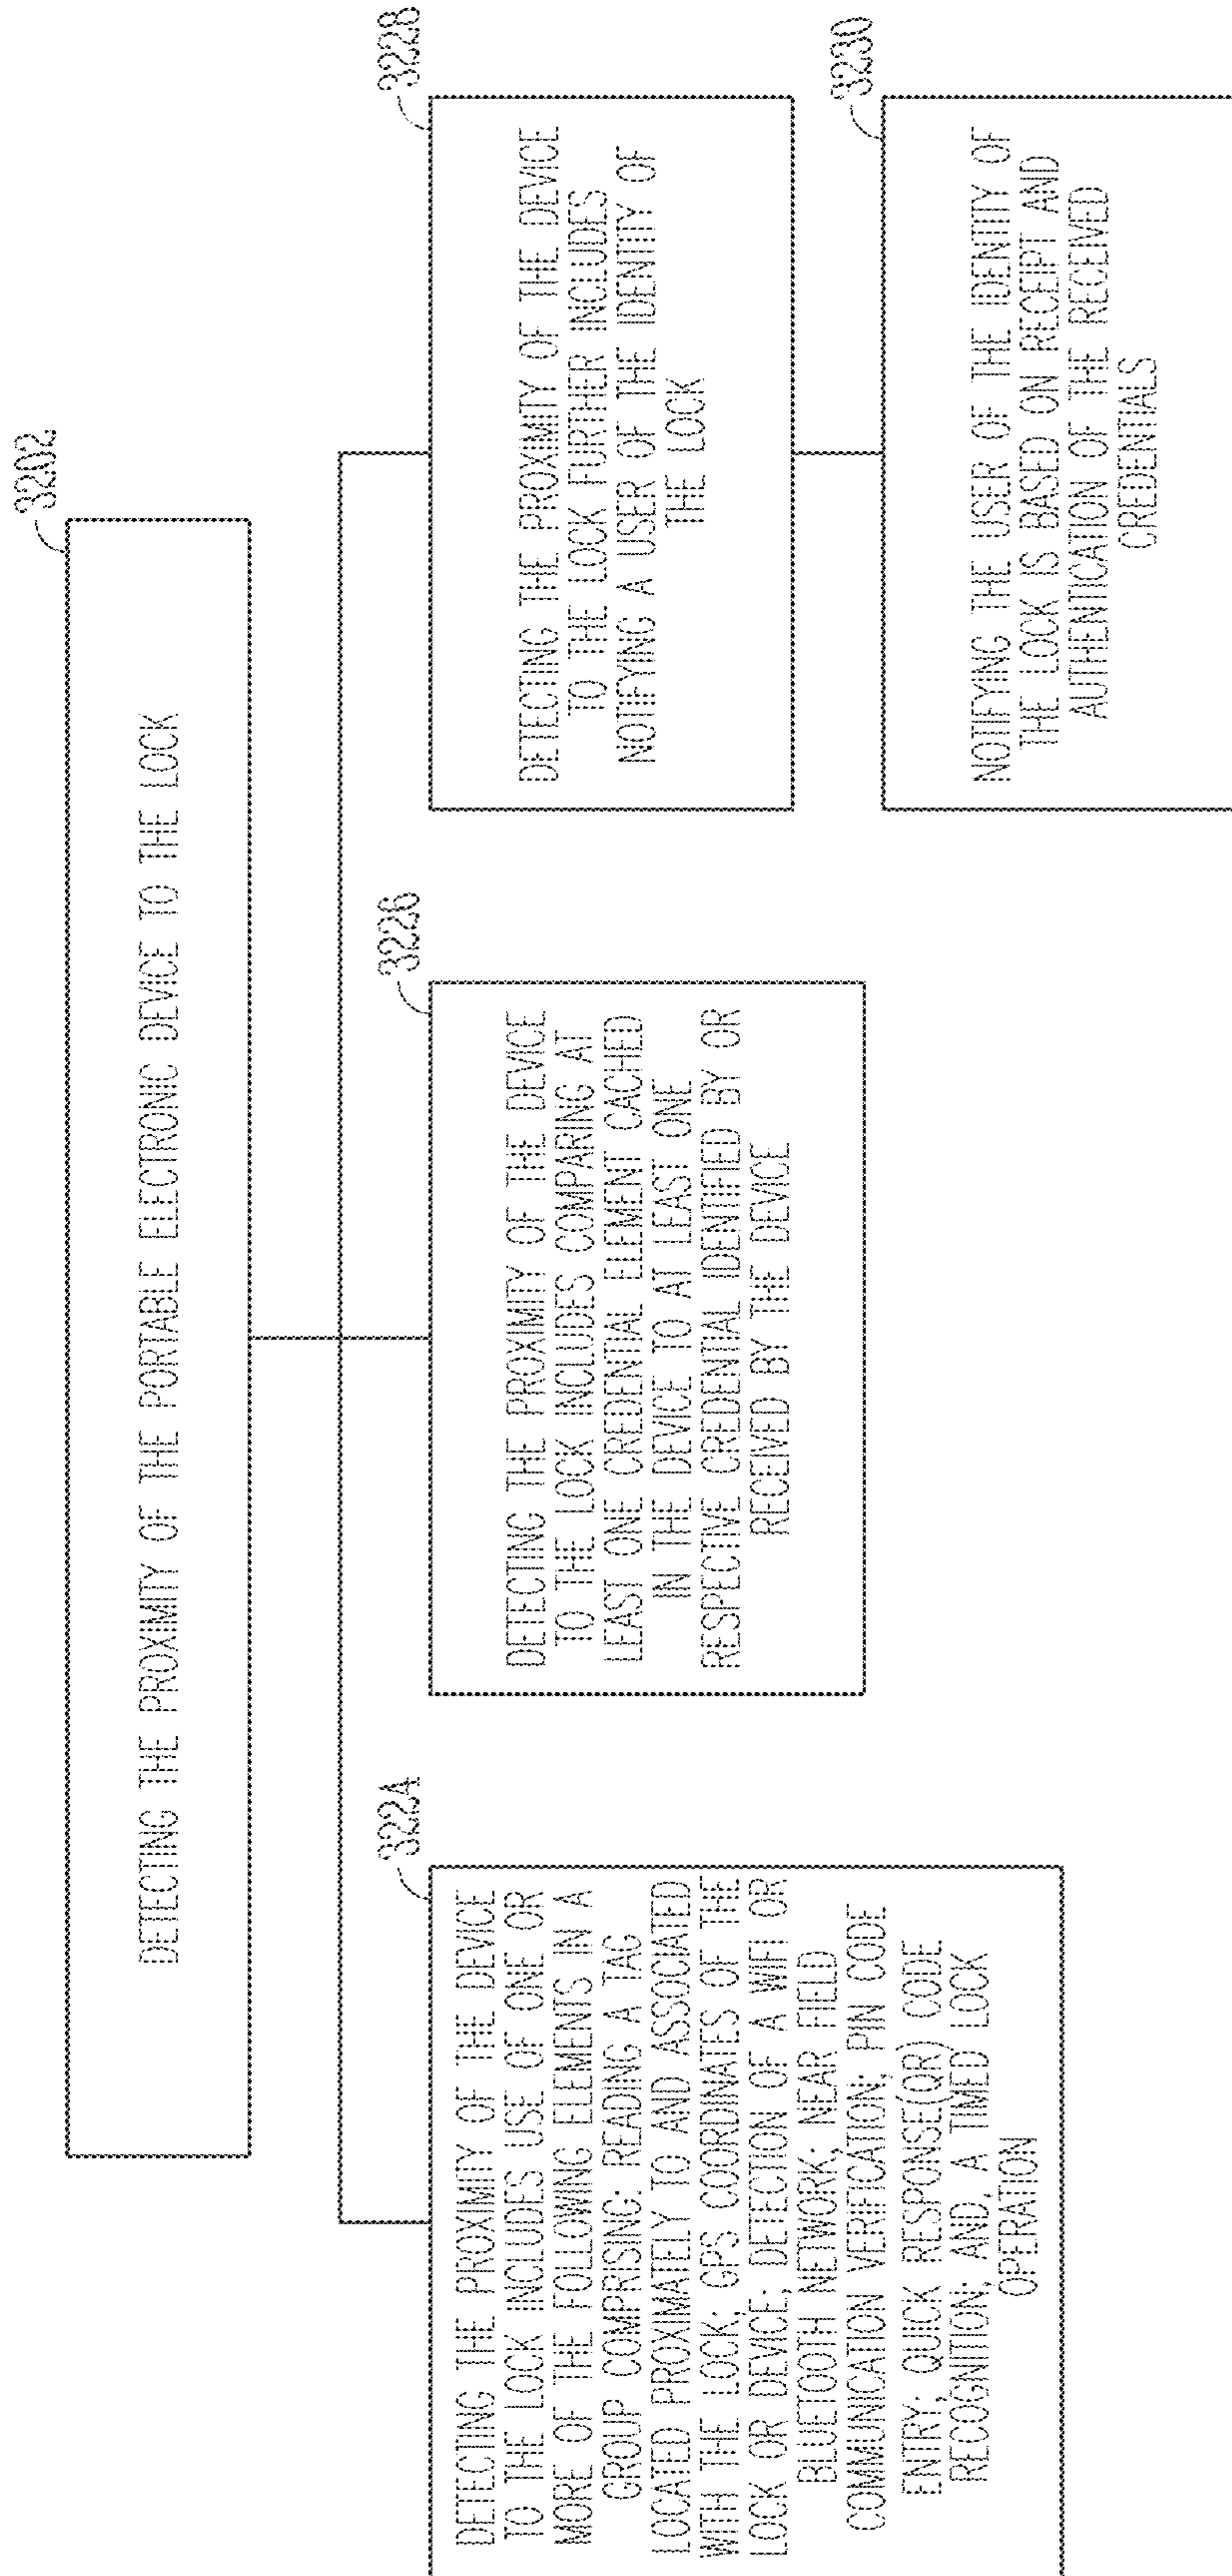 3202
DETECTING THE PROXIMITY OF THE PORTABLE ELECTRONIC DEVICE TO THE LOCK
3224
DETECTING THE PROXIMITY OF THE DEVICE
TO THE LOCK INCLUDES USE OF ONE OR
MORE OF THE FOLLOWING ELEMENTS IN A
GROUP COMPRISING: READING A TAG
LOCATED PROXIMATELY TO AND ASSOCIATED
WITH THE LOCK; GPS COORDINATES OF THE
LOCK OR DEVICE; DETECTION OF A WIFI OR
BLUETOOTH NETWORK; NEAR FIELD
COMMUNICATION VERIFICATION; PIN CODE
ENTRY; QUICK RESPONSE(QR) CODE
RECOGNITION; AND, A TIMED LOCK
OPERATION
3226
DETECTING THE PROXIMITY OF THE DEVICE
TO THE LOCK INCLUDES COMPARING AT
LEAST ONE CREDENTIAL ELEMENT CACHED
IN THE DEVICE TO AT LEAST ONE
RESPECTIVE CREDENTIAL IDENTIFIED BY OR
RECEIVED BY THE DEVICE
3228
DETECTING THE PROXIMITY OF THE DEVICE
TO THE LOCK FURTHER INCLUDES
NOTIFYING A USER OF THE IDENTITY OF
THE LOCK
3230
NOTIFYING THE USER OF THE IDENTITY OF
THE LOCK IS BASED ON RECEIPT AND
AUTHENTICATION OF THE RECEIVED
CREDENTIALS